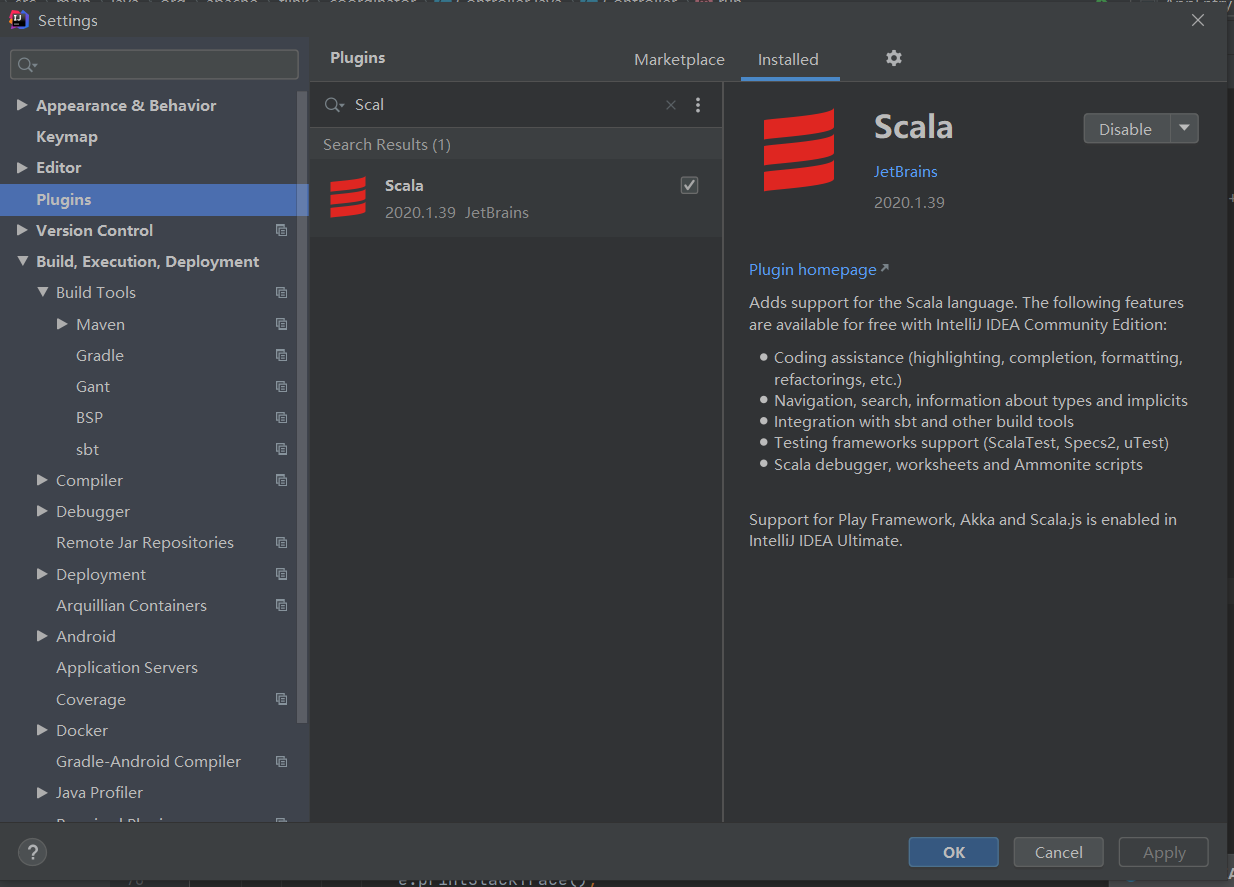 Settings
Plugins
Marketplace
Installed
Appearance & Behavior
Keymap
Editor
Plugins
Version Control
Build, Execution, Deployment
Build Tools
Maven
Gradle
Gant
BSP
sbt
Compiler
Debugger
Remote Jar Repositories
Deployment
Arquillian Containers
Android
Application Servers
Coverage
Docker
Gradle-Android Compiler
Java Profiler
Scal
Search Results (1)
Scala
2020.1.39 JetBrains
Scala
Disable
JetBrains
2020.1.39
Plugin homepage
Adds support for the Scala language. The following features
are available for free with IntelliJ IDEA Community Edition:
Coding assistance (highlighting, completion, formatting,
refactorings, etc.)
Navigation, search, information about types and implicits
Integration with sbt and other build tools
Testing frameworks support (ScalaTest, Specs2, uTest)
Scala debugger, worksheets and Ammonite scripts
Support for Play Framework, Akka and Scala.js is enabled in
IntelliJ IDEA Ultimate.
?
OK
Cancel
Apply
e.printStackTrace();